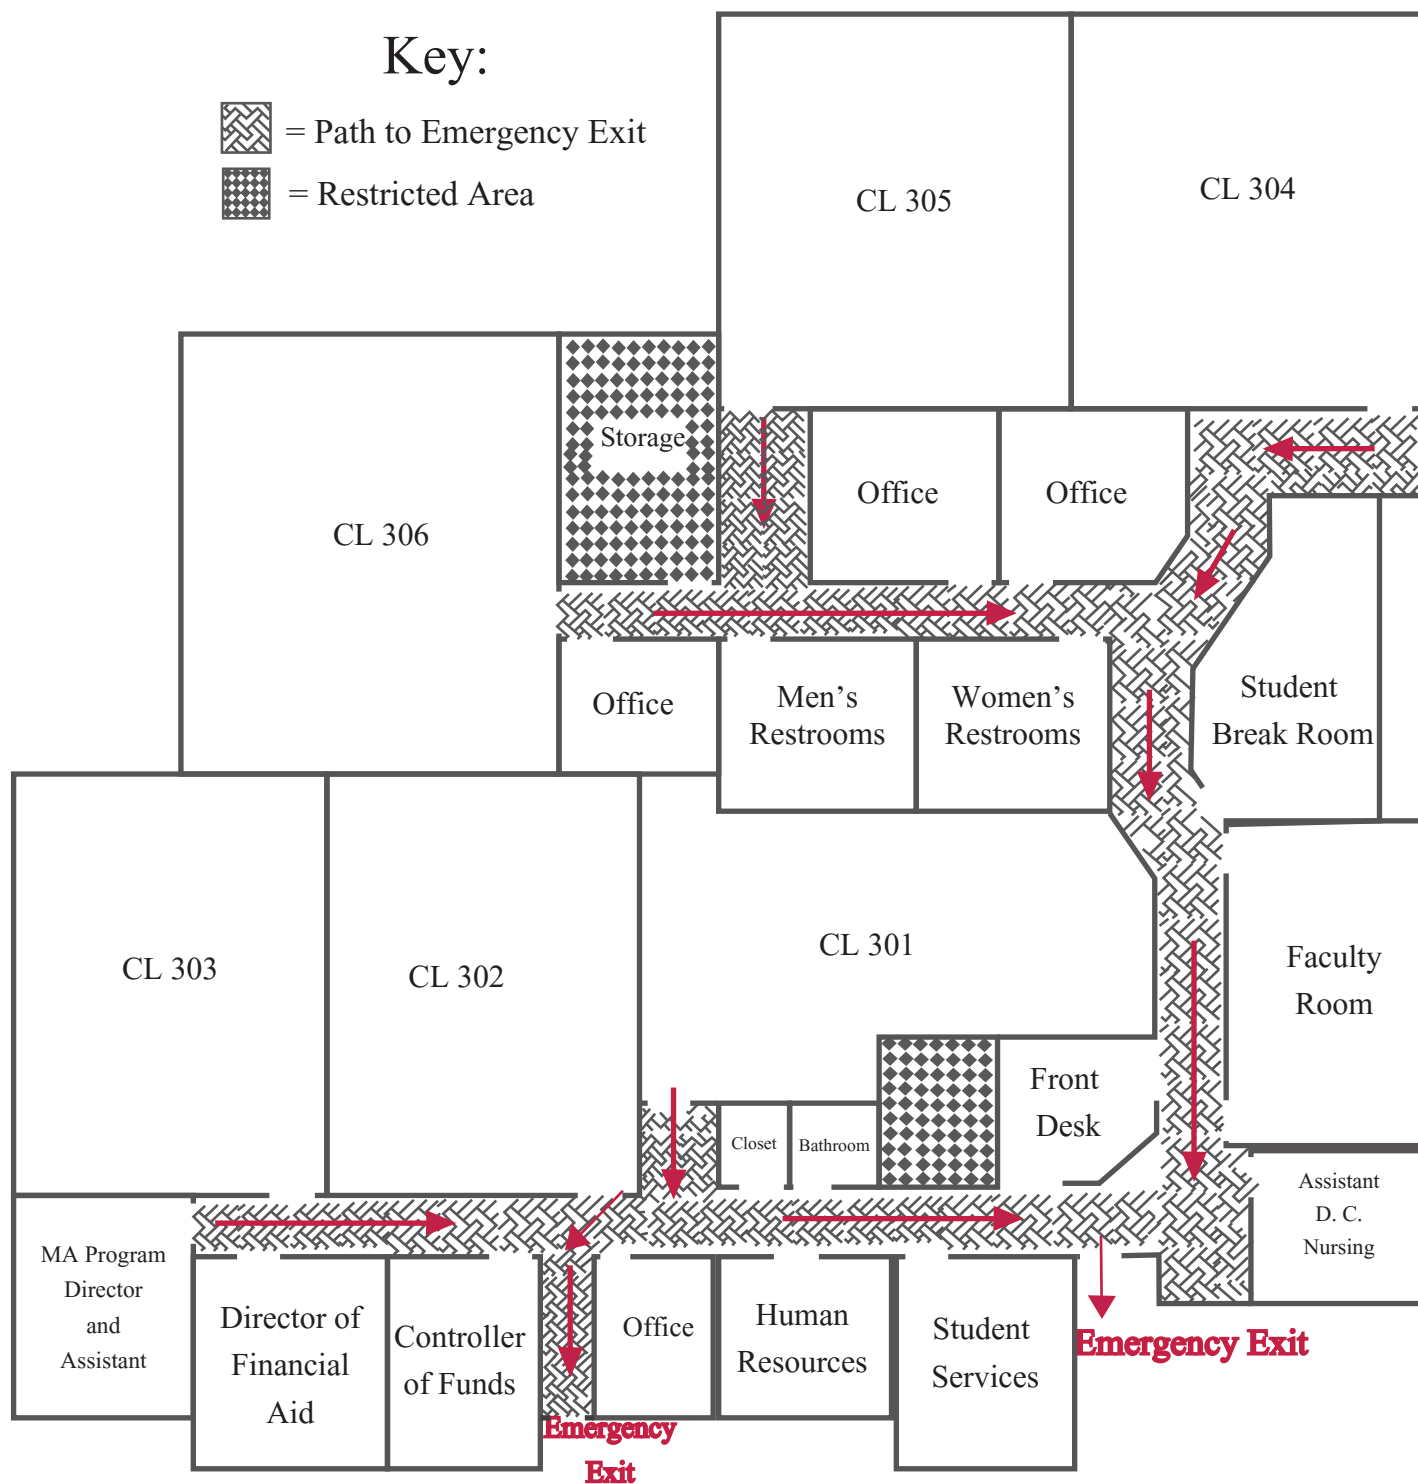 Key:
= Path to Emergency Exit
= Restricted Area
CL 305
CL 304
Storage
Office
Office
CL 306
Office
Men’s
Restrooms
Women’s
Restrooms
Student
Break Room
CL 303
CL 302
CL 301
Faculty
Room
Front
Desk
Closet
Bathroom
Assistant
D. C.
Nursing
MA Program
Director
and
Assistant
Director of
Financial
Aid
Controller
of Funds
Office
Human
Resources
Student
Services
Emergency Exit
Emergency
Exit